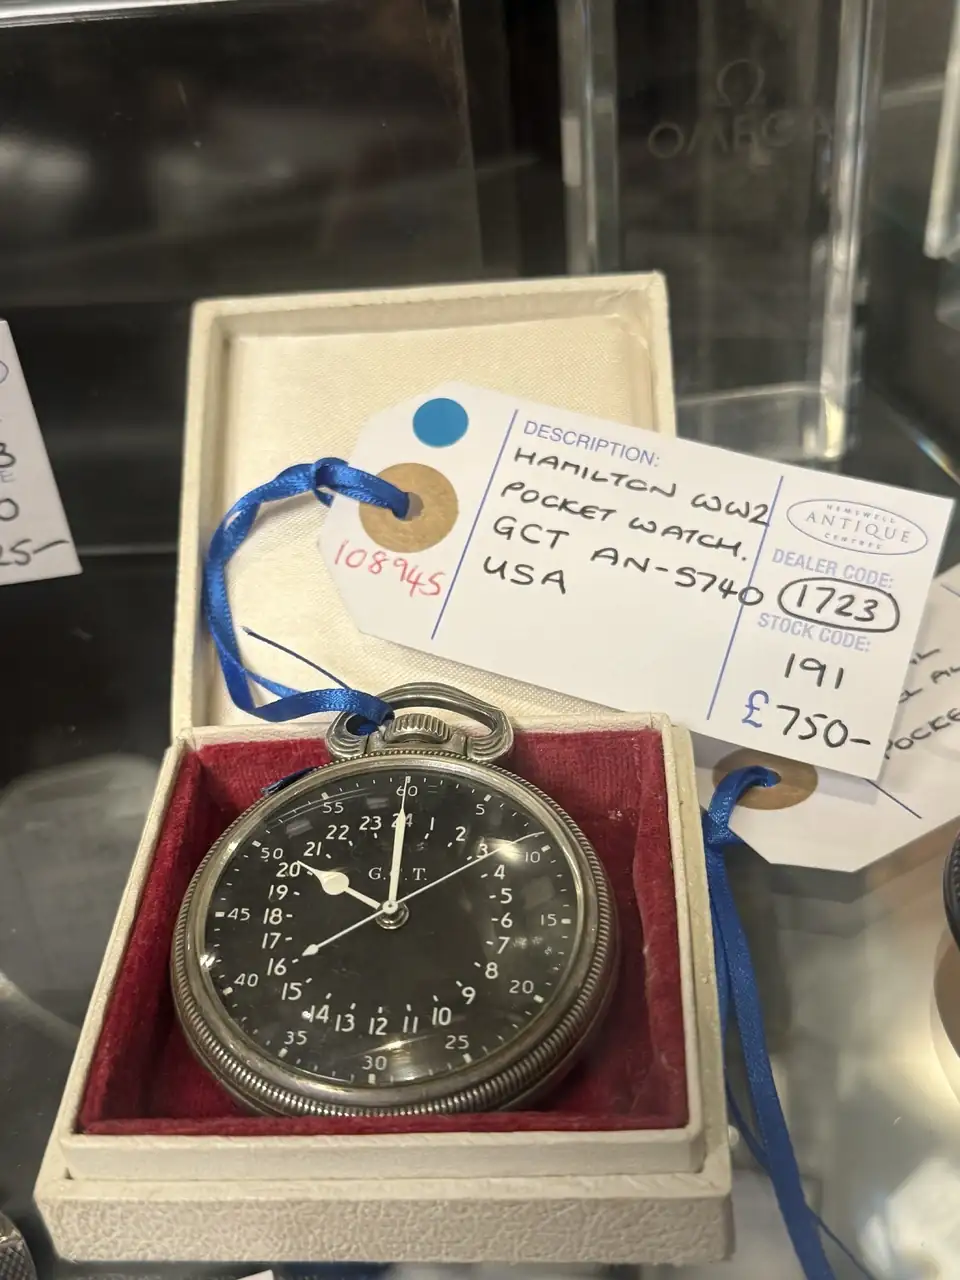 Ω
OMEGA
DESCRIPTION:
HAMILTON WW2
POCKET WATCH.
GCT AN-5740
USA
108945
HEMSWELL
ANTIQUE
CENTRES
DEALER CODE:
1723
STOCK CODE:
191
£750-
25-
POCKE
60
5
10
15
20
25
30
35
40
45
50
55
24
1
2
3
4
5
6
7
8
9
10
11
12
13
14
15
16
17
18
19
20
21
22
23
G.C.T.